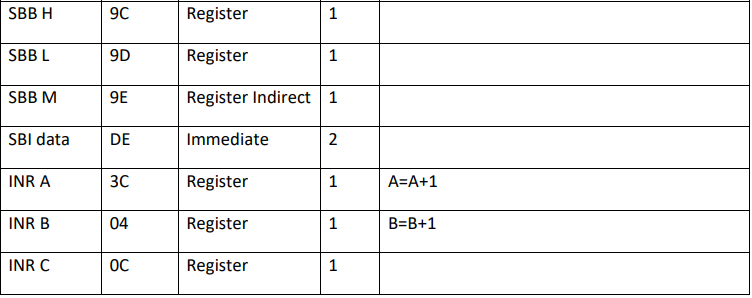 SBB H 9C Register 1
SBB L 9D Register 1
SBB M 9E Register Indirect 1
SBI data DE Immediate 2
INR A 3C Register 1 A=A+1
INR B 04 Register 1 B=B+1
INR C 0C Register 1